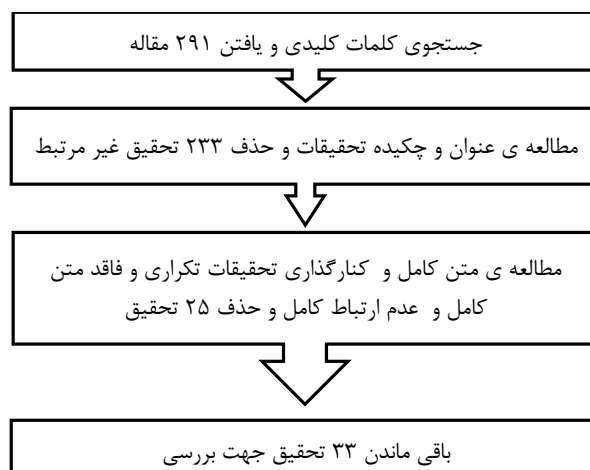 جستجوی کلمات کلیدی و یافتن ۲۹۱ مقاله
مطالعه ی عنوان و چکیده تحقیقات و حذف ۲۳۳ تحقیق غیر مرتبط
مطالعه ی متن کامل و کنارگذاری تحقیقات تکراری و فاقد متن
کامل و عدم ارتباط کامل و حذف ۲۵ تحقیق
باقی ماندن ۳۳ تحقیق جهت بررسی